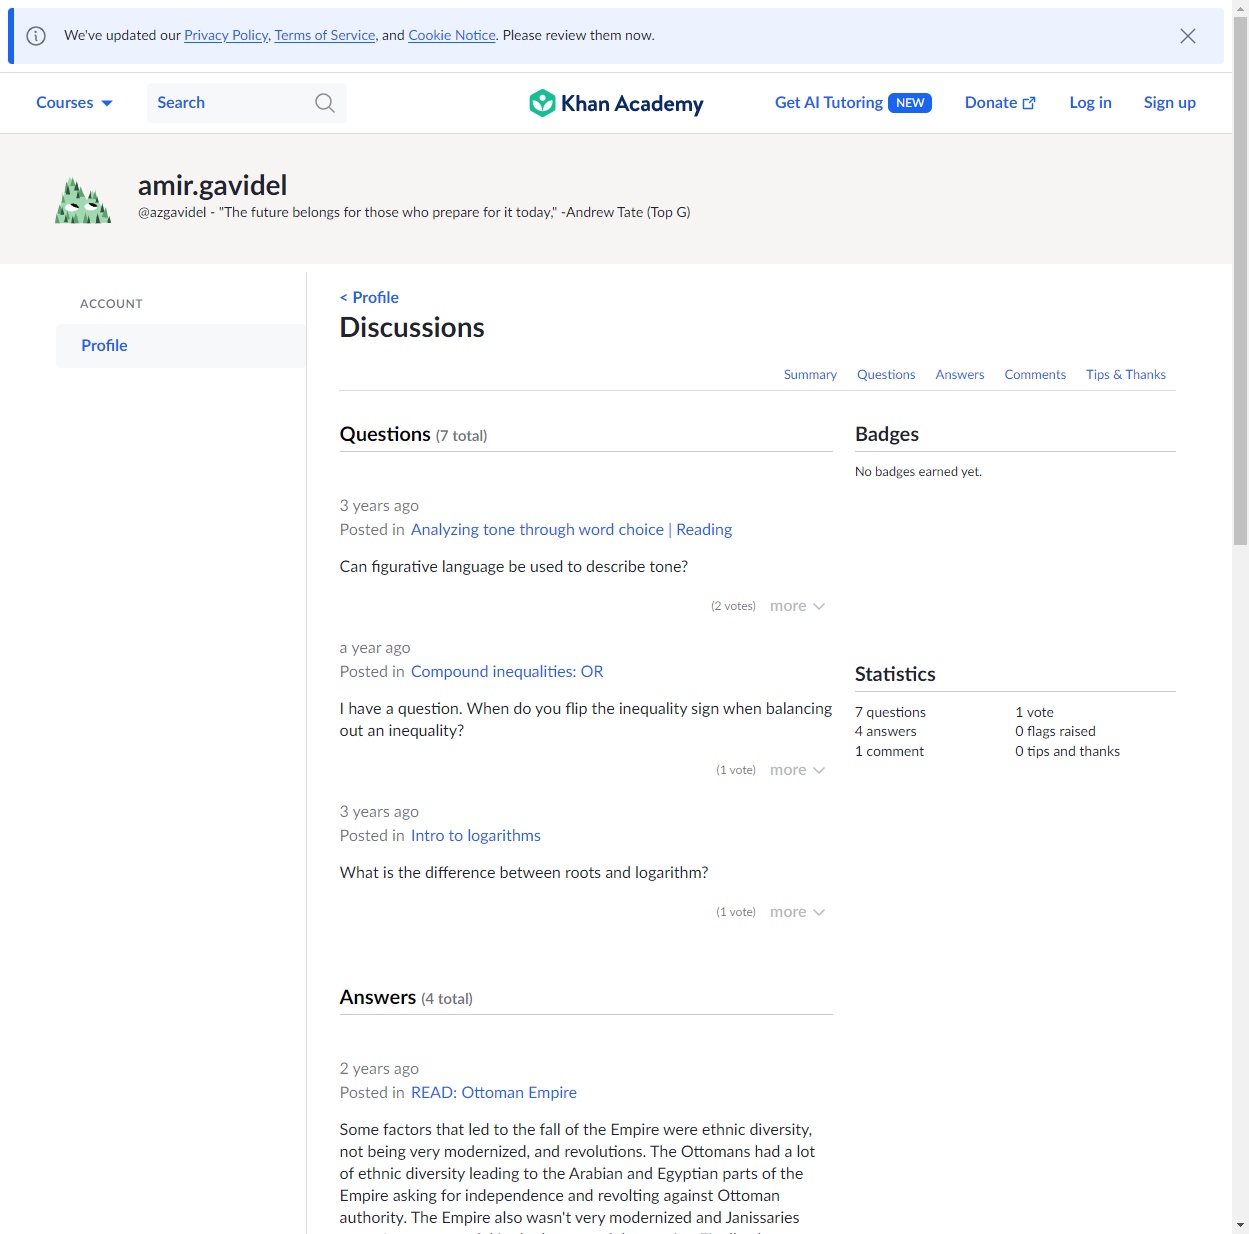 We've updated our Privacy Policy, Terms of Service, and Cookie Notice. Please review them now.
Courses
Search
Khan Academy
Get AI Tutoring NEW
Donate
Log in
Sign up
amir.gavidel
@azgavidel - "The future belongs for those who prepare for it today," -Andrew Tate (Top G)
ACCOUNT
Profile
< Profile
Discussions
Summary
Questions
Answers
Comments
Tips & Thanks
Questions (7 total)
3 years ago
Posted in Analyzing tone through word choice | Reading
Can figurative language be used to describe tone?
(2 votes) more
a year ago
Posted in Compound inequalities: OR
I have a question. When do you flip the inequality sign when balancing
out an inequality?
(1 vote) more
3 years ago
Posted in Intro to logarithms
What is the difference between roots and logarithm?
(1 vote) more
Answers (4 total)
2 years ago
Posted in READ: Ottoman Empire
Some factors that led to the fall of the Empire were ethnic diversity,
not being very modernized, and revolutions. The Ottomans had a lot
of ethnic diversity leading to the Arabian and Egyptian parts of the
Empire asking for independence and revolting against Ottoman
authority. The Empire also wasn't very modernized and Janissaries
Badges
No badges earned yet.
Statistics
7 questions
4 answers
1 comment
1 vote
0 flags raised
0 tips and thanks